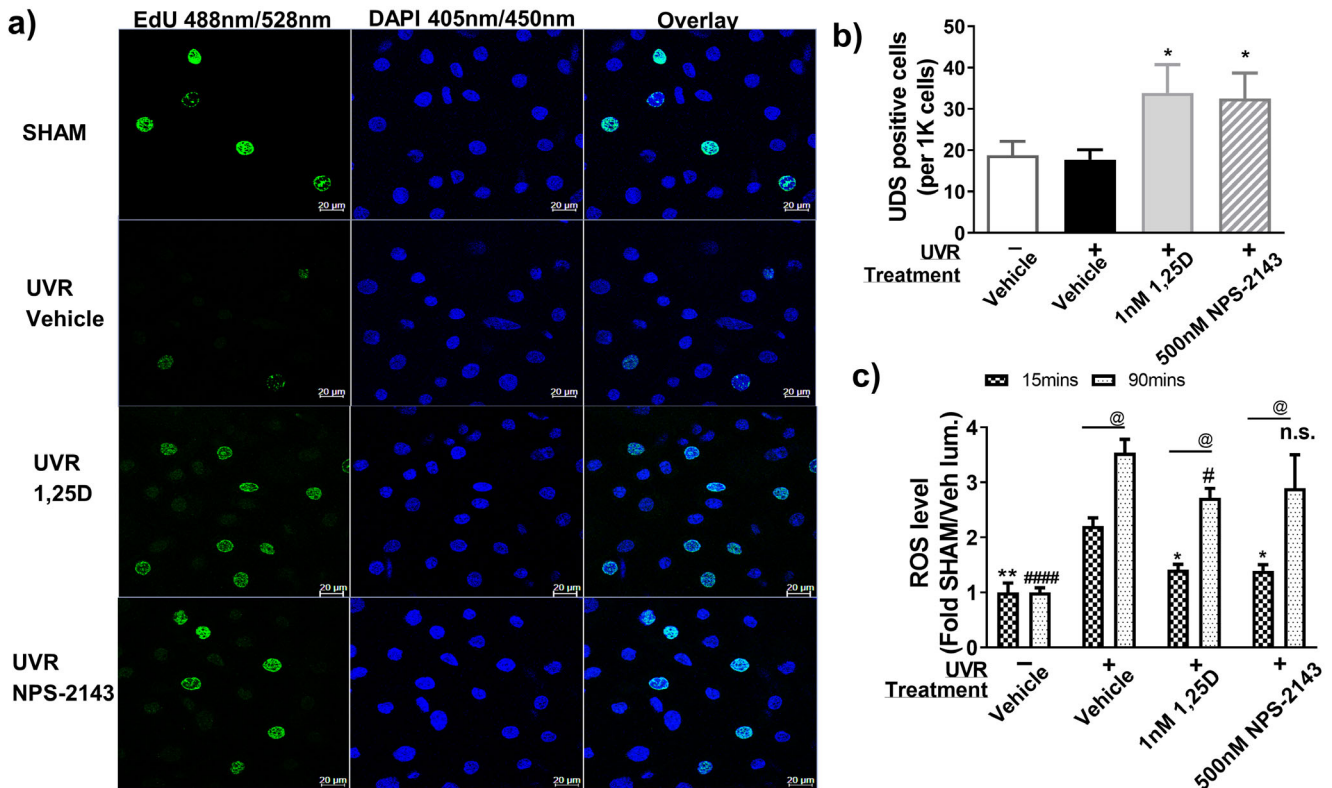 a)
EdU 488nm/528nm
DAPI 405nm/450nm
Overlay
SHAM
20 µm
20 µm
20 µm
UVR
Vehicle
20 µm
20 µm
20 µm
UVR
1,25D
20 µm
20 µm
20 µm
UVR
NPS-2143
20 µm
20 µm
20 µm
b)
UDS positive cells
(per 1K cells)
50
40
30
20
10
0
*
*
UVR
− + + +
Treatment
Vehicle
Vehicle
1nM 1,25D
500nM NPS-2143
c)
15mins
90mins
ROS level
(Fold SHAM/Veh lum.)
4
3
2
1
0
**
####
@
@
*
#
@
*
n.s.
UVR
− + + +
Treatment
Vehicle
Vehicle
1nM 1,25D
500nM NPS-2143